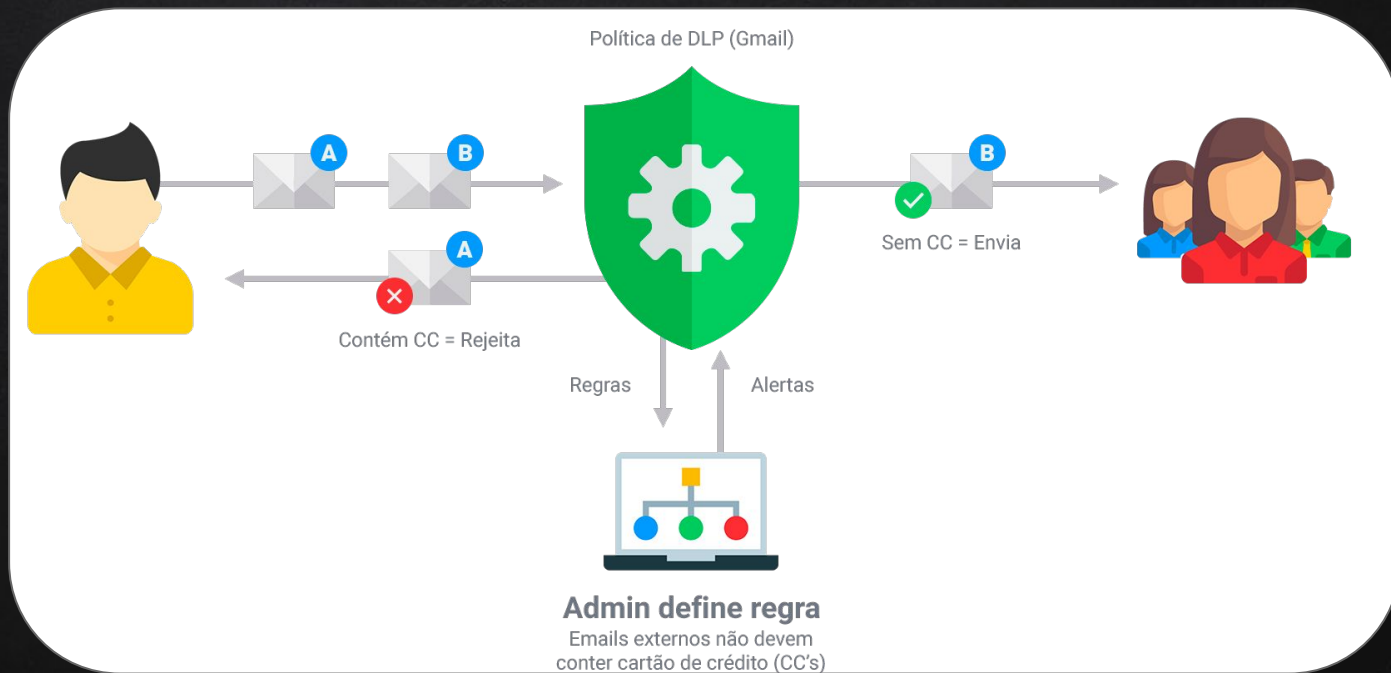 Política de DLP (Gmail)
A
B
B
Sem CC = Envia
A
Contém CC = Rejeita
Regras
Alertas
Admin define regra
Emails externos não devem
conter cartão de crédito (CC's)